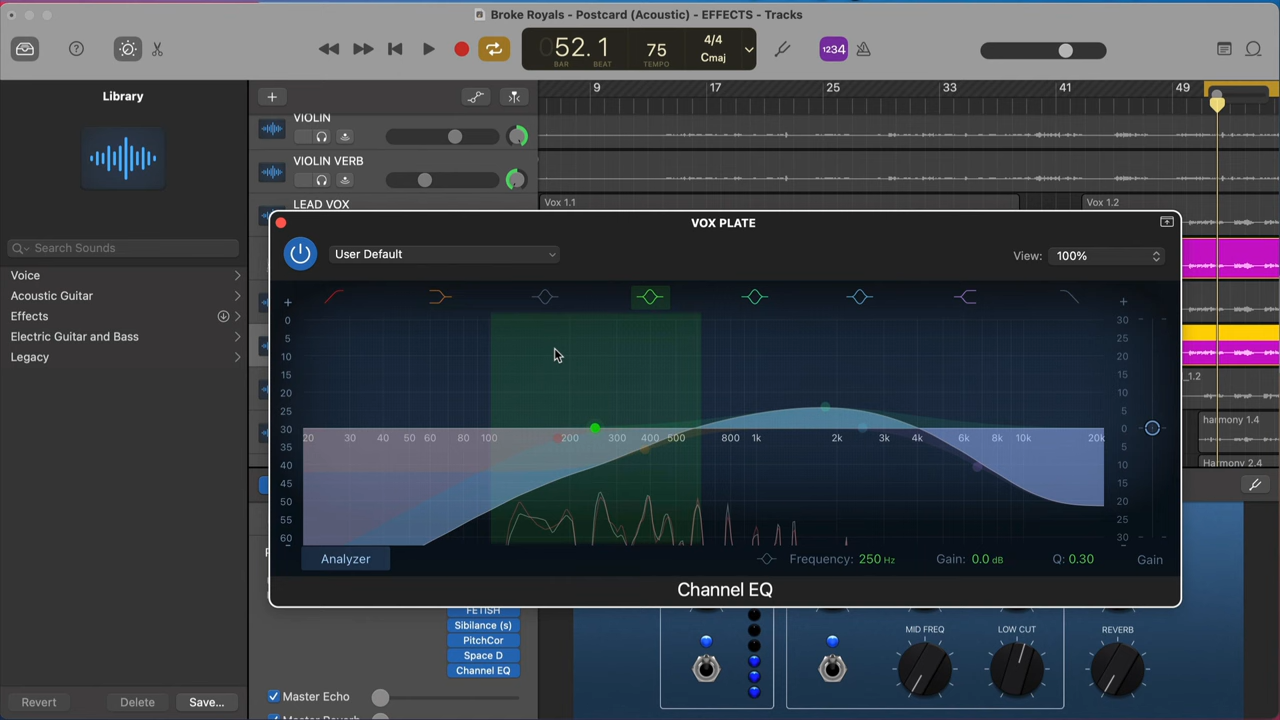 Broke Royals - Postcard (Acoustic) - EFFECTS - Tracks
052. 1
BAR BEAT
75
TEMPO
4/4
Cmaj
1234
Library
Search Sounds
Voice
Acoustic Guitar
Effects
Electric Guitar and Bass
Legacy
Revert Delete Save...
9 17 25 33 41 49
VIOLIN
VIOLIN VERB
LEAD VOX
Vox 1.1 Vox 1.2
_1.2
harmony 1.4
Harmony 2.4
VOX PLATE
User Default
View: 100%
+ +
0 5 10 15 20 25 30 35 40 45 50 55 60
20 30 40 50 60 80 100 200 300 400 500 800 1k 2k 3k 4k 6k 8k 10k 20k
30 25 20 15 10 5 0 5 10 15 20 25 30
Analyzer
Frequency: 250 Hz Gain: 0.0 dB Q: 0.30 Gain
Channel EQ
FETISH
Sibilance (s)
PitchCor
Space D
Channel EQ
Master Echo
MID FREQ LOW CUT REVERB